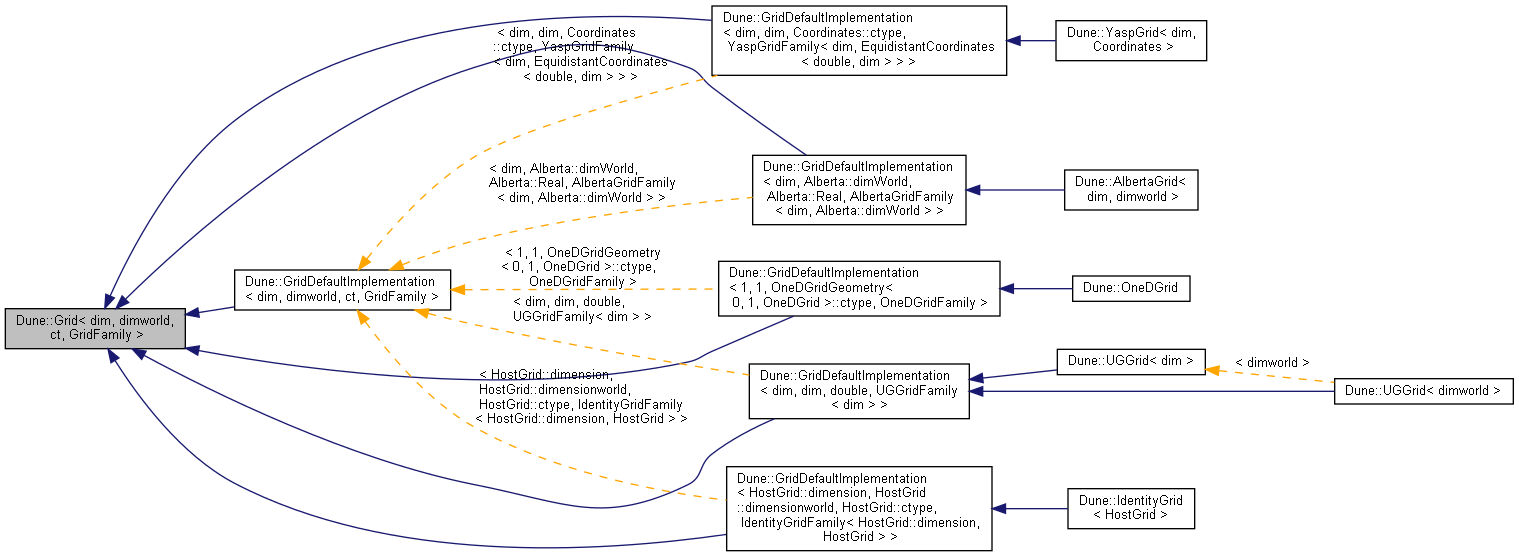 Dune::Grid< dim, dimworld,
ct, GridFamily >
Dune::GridDefaultImplementation
< dim, dimworld, ct, GridFamily >
< dim, dim, Coordinates
::ctype, YaspGridFamily
< dim, EquidistantCoordinates
< double, dim > > >
Dune::GridDefaultImplementation
< dim, dim, Coordinates::ctype,
YaspGridFamily< dim, EquidistantCoordinates
< double, dim > > >
Dune::YaspGrid< dim,
Coordinates >
< dim, Alberta::dimWorld,
Alberta::Real, AlbertaGridFamily
< dim, Alberta::dimWorld > >
Dune::GridDefaultImplementation
< dim, Alberta::dimWorld,
Alberta::Real, AlbertaGridFamily
< dim, Alberta::dimWorld > >
Dune::AlbertaGrid<
dim, dimworld >
< 1, 1, OneDGridGeometry
< 0, 1, OneDGrid >::ctype,
OneDGridFamily >
Dune::GridDefaultImplementation
< 1, 1, OneDGridGeometry<
0, 1, OneDGrid >::ctype, OneDGridFamily >
Dune::OneDGrid
< dim, dim, double,
UGGridFamily< dim > >
Dune::GridDefaultImplementation
< dim, dim, double, UGGridFamily
< dim > >
Dune::UGGrid< dim >
< dimworld >
Dune::UGGrid< dimworld >
< HostGrid::dimension,
HostGrid::dimensionworld,
HostGrid::ctype, IdentityGridFamily
< HostGrid::dimension, HostGrid > >
Dune::GridDefaultImplementation
< HostGrid::dimension, HostGrid
::dimensionworld, HostGrid::ctype,
IdentityGridFamily< HostGrid::dimension,
HostGrid > >
Dune::IdentityGrid
< HostGrid >